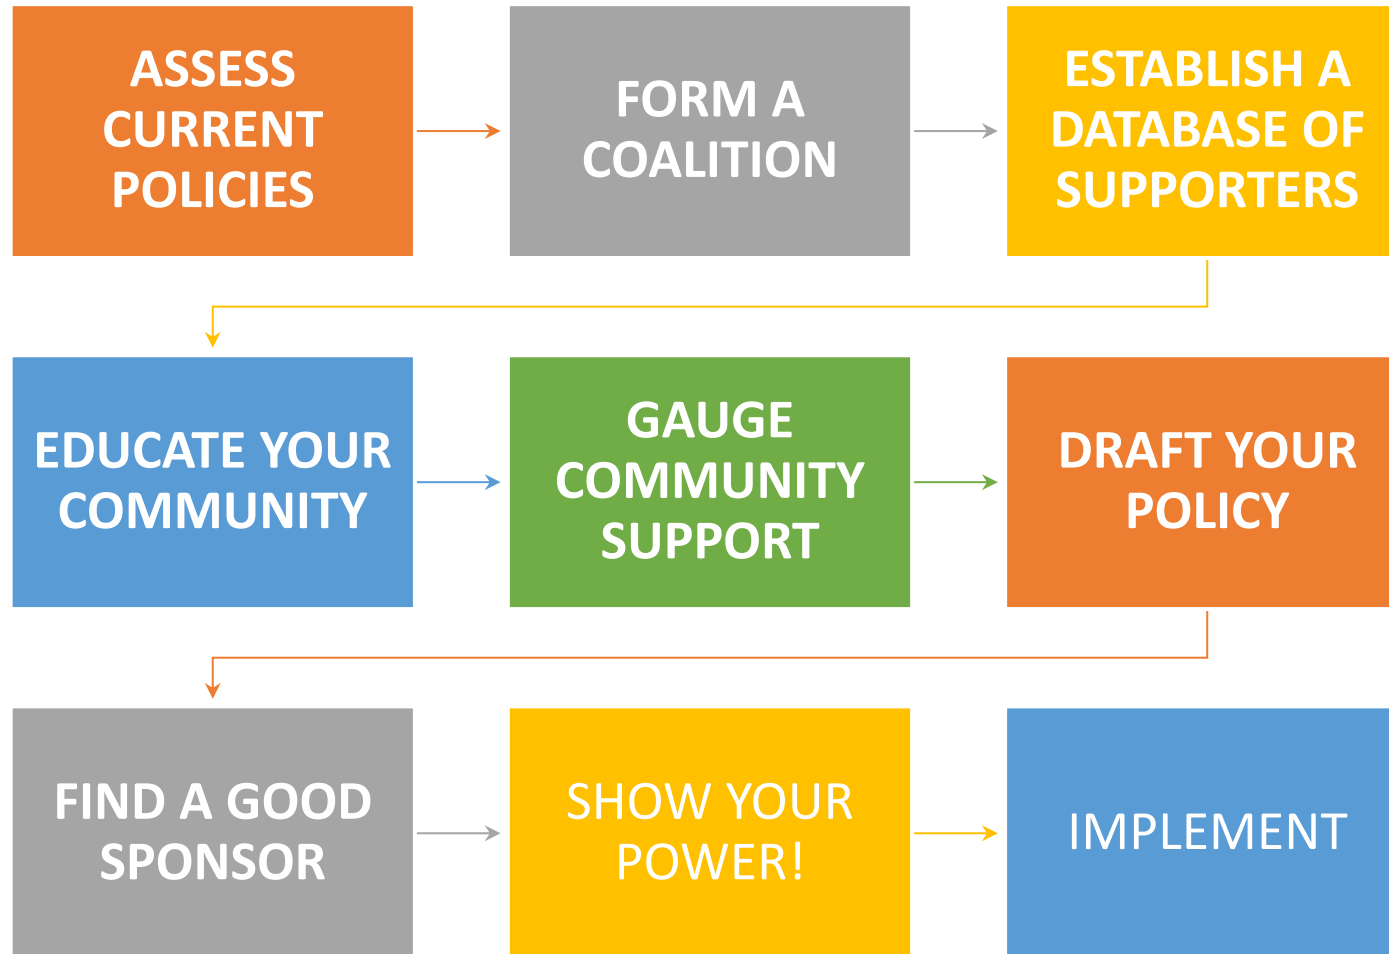 ASSESS
CURRENT
POLICIES
FORM A
COALITION
ESTABLISH A
DATABASE OF
SUPPORTERS
EDUCATE YOUR
COMMUNITY
GAUGE
COMMUNITY
SUPPORT
DRAFT YOUR
POLICY
FIND A GOOD
SPONSOR
SHOW YOUR
POWER!
IMPLEMENT